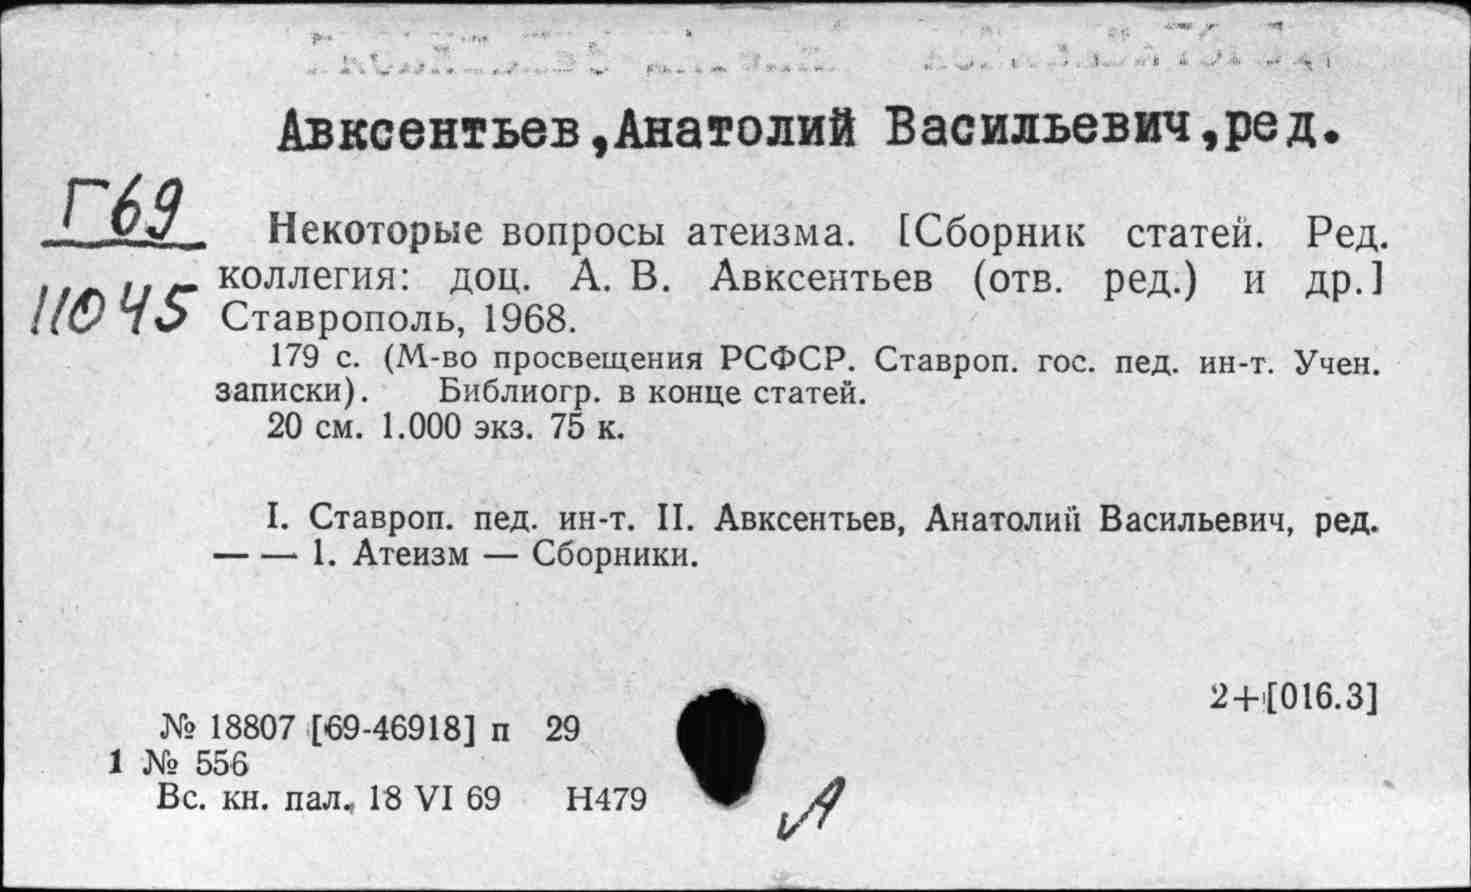 Авксентьев,Анатолий Васильевич,ред.
Г69
11045
Некоторые вопросы атеизма. [Сборник статей. Ред.
коллегия: доц. А. В. Авксентьев (отв. ред.) и др.]
Ставрополь, 1968.
179 с. (М-во просвещения РСФСР. Ставроп. гос. пед. ин-т. Учен.
записки). Библиогр. в конце статей.
20 см. 1.000 экз. 75 к.
I. Ставроп. пед. ин-т. II. Авксентьев, Анатолий Васильевич, ред.
— — 1. Атеизм — Сборники.
2+[016.3]
№ 18807 [69-46918] п 29
1 № 556
Вс. кн. пал. 18 VI 69 Н479
А